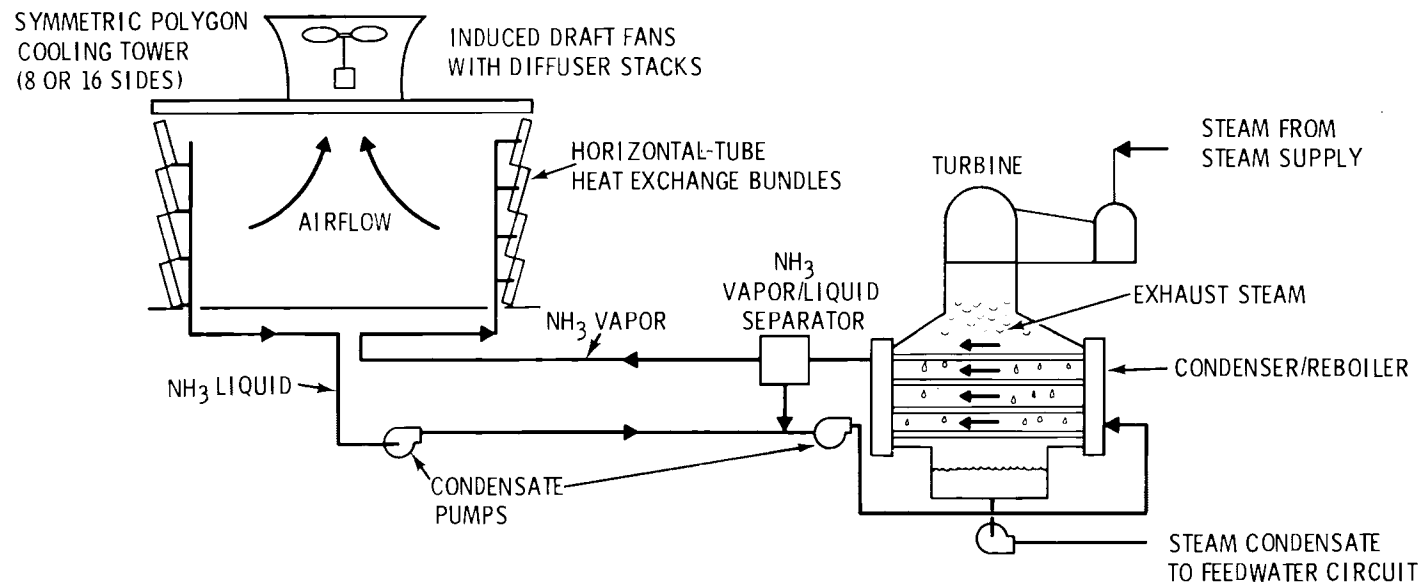 SYMMETRIC POLYGON
COOLING TOWER
(8 OR 16 SIDES)
INDUCED DRAFT FANS
WITH DIFFUSER STACKS
HORIZONTAL-TUBE
HEAT EXCHANGE BUNDLES
AIRFLOW
STEAM FROM
STEAM SUPPLY
TURBINE
NH3
VAPOR/LIQUID
SEPARATOR
EXHAUST STEAM
NH3 VAPOR
CONDENSER/REBOILER
NH3 LIQUID
CONDENSATE
PUMPS
STEAM CONDENSATE
TO FEEDWATER CIRCUIT